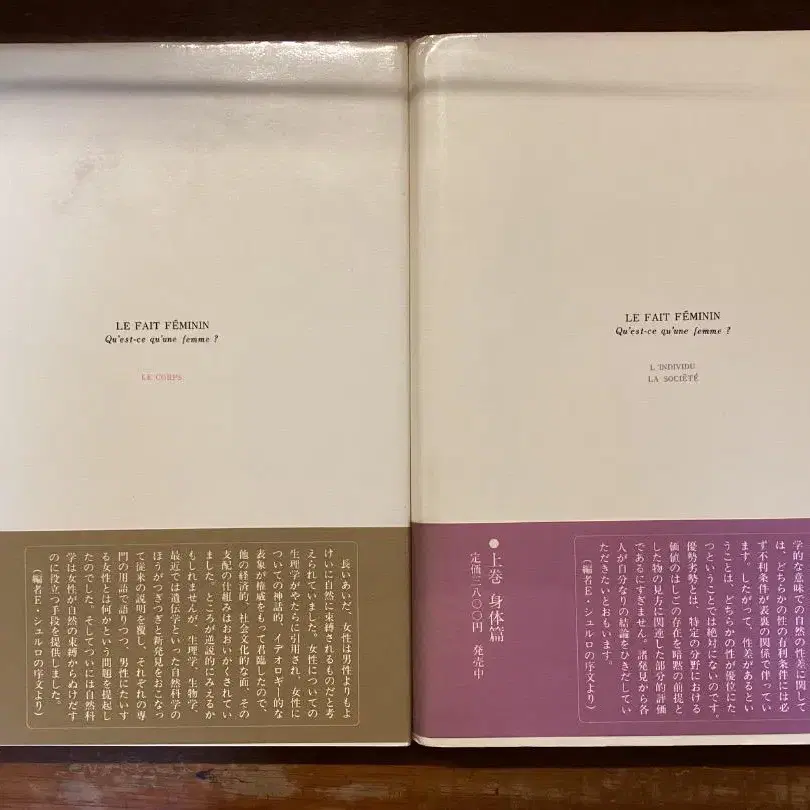 LE FAIT FÉMININ
Qu'est-ce qu'une femme ?
LE CORPS
長いあいだ、女性は男性よりもよ
けいに自然に束縛されるものだと考
えられていました。女性についての
生理学がやたらに引用され、女性に
ついての神話的、イデオロギー的な
表象が権威をもって君臨したので、
他の経済的、社会文化的な面、その
支配の仕組みはおおいかくされてい
ました。ところが逆説的にみえるか
もしれませんが、生理学、生物学、
最近では遺伝学といった自然科学の
ほうがつぎつぎと新発見をおこなっ
て従来の説明を覆し、それぞれの専
門の用語で語りつつ、男性にたいす
る女性とは何かという問題を提起し
たのでした。そしてついには自然科
学は女性が自然の束縛からぬけだす
のに役立つ手段を提供しました。
(編者E・シュルロの序文より)
LE FAIT FÉMININ
Qu'est-ce qu'une femme ?
L'INDIVIDU
LA SOCIÉTÉ
学的な意味での自然の性差に関して
は、どちらかの性の有利条件には必
ず不利条件が表裏の関係で伴ってい
ます。したがって、性差があるとい
うことは、どちらかの性が優位にた
つということでは絶対にないのです。
優勢劣勢とは、特定の分野における
価値のはしごの存在を暗黙の前提と
した物の見方に関連した部分的評価
であるにすぎません。諸発見から各
人が自分なりの結論をひきだしてい
ただきたいとおもいます。
(編者E・シュルロの序文より)
●上巻 身体篇
定価三八〇〇円 発売中